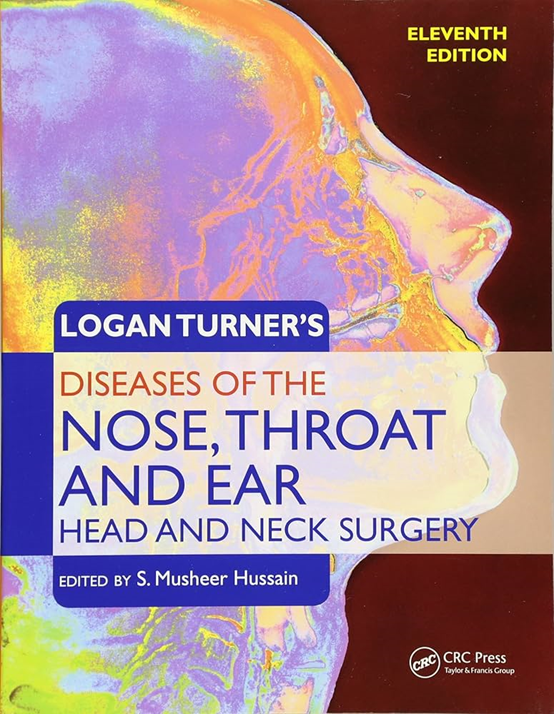 ELEVENTH
EDITION
LOGAN TURNER'S
DISEASES OF THE
NOSE, THROAT
AND EAR
HEAD AND NECK SURGERY
EDITED BY S. Musheer Hussain
CRC CRC Press
Taylor & Francis Group